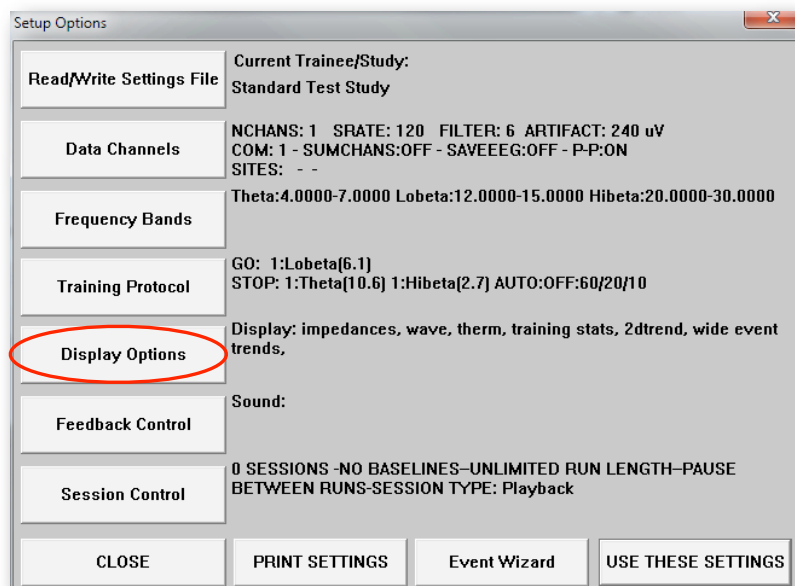 Setup Options
x
Read/Write Settings File
Current Trainee/Study:
Standard Test Study
Data Channels
NCHANS: 1 SRATE: 120 FILTER: 6 ARTIFACT: 240 uV
COM: 1 - SUMCHANS:OFF - SAVEEEG:OFF - P-P:ON
SITES: - -
Frequency Bands
Theta:4.0000-7.0000 Lobeta:12.0000-15.0000 Hibeta:20.0000-30.0000
Training Protocol
GO: 1:Lobeta(6.1)
STOP: 1:Theta(10.6) 1:Hibeta(2.7) AUTO:OFF:60/20/10
Display Options
Display: impedances, wave, therm, training stats, 2dtrend, wide event
trends,
Feedback Control
Sound:
Session Control
0 SESSIONS -NO BASELINES--UNLIMITED RUN LENGTH--PAUSE
BETWEEN RUNS-SESSION TYPE: Playback
CLOSE
PRINT SETTINGS
Event Wizard
USE THESE SETTINGS